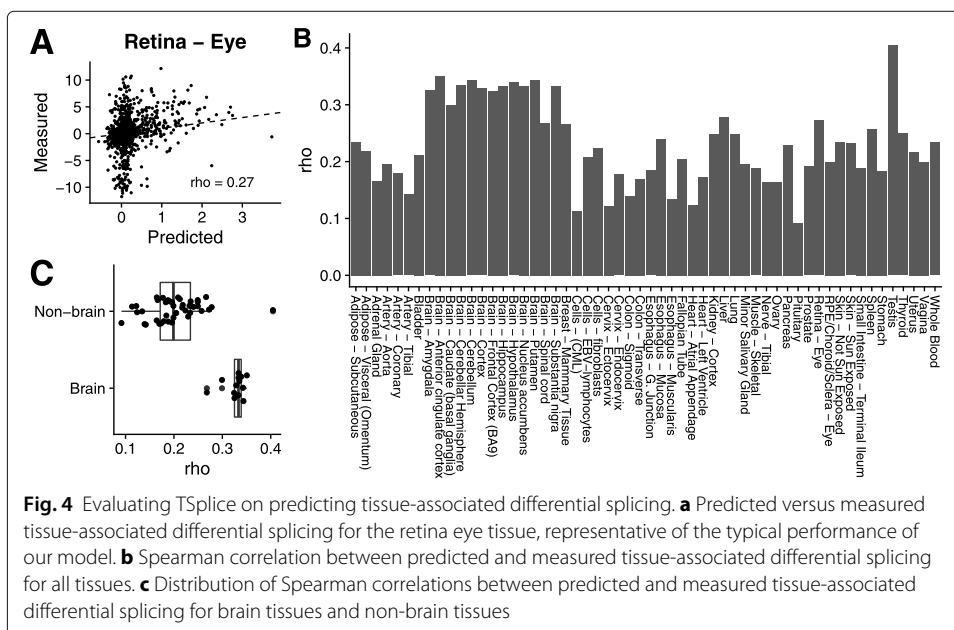 A
Retina – Eye
Measured
10
5
0
−5
−10
rho = 0.27
0
1
2
3
Predicted
B
rho
0.4
0.3
0.2
0.1
0.0
Adipose – Subcutaneous
Adipose – Visceral (Omentum)
Adrenal Gland
Artery – Aorta
Artery – Coronary
Artery – Tibial
Bladder
Brain – Amygdala
Brain – Anterior cingulate cortex
Brain – Caudate (basal ganglia)
Brain – Cerebellar Hemisphere
Brain – Cerebellum
Brain – Cortex
Brain – Frontal Cortex (BA9)
Brain – Hippocampus
Brain – Hypothalamus
Brain – Nucleus accumbens
Brain – Putamen
Brain – Spinal cord
Brain – Substantia nigra
Breast – Mammary Tissue
Cells – (CML)
Cells – EBV−lymphocytes
Cells – fibroblasts
Cervix – Ectocervix
Cervix – Endocervix
Colon – Sigmoid
Colon – Transverse
Esophagus – G. Junction
Esophagus – Mucosa
Esophagus – Muscularis
Fallopian Tube
Heart – Atrial Appendage
Heart – Left Ventricle
Kidney – Cortex
Liver
Lung
Minor Salivary Gland
Muscle – Skeletal
Nerve – Tibial
Ovary
Pancreas
Pituitary
Prostate
Retina – Eye
RPE/Choroid/Sclera – Eye
Skin – Not Sun Exposed
Skin – Sun Exposed
Small Intestine – Terminal Ileum
Spleen
Stomach
Testis
Thyroid
Uterus
Vagina
Whole Blood
C
Non−brain
Brain
0.1
0.2
0.3
0.4
rho
Fig. 4 Evaluating TSplice on predicting tissue-associated differential splicing. a Predicted versus measured
tissue-associated differential splicing for the retina eye tissue, representative of the typical performance of
our model. b Spearman correlation between predicted and measured tissue-associated differential splicing
for all tissues. c Distribution of Spearman correlations between predicted and measured tissue-associated
differential splicing for brain tissues and non-brain tissues